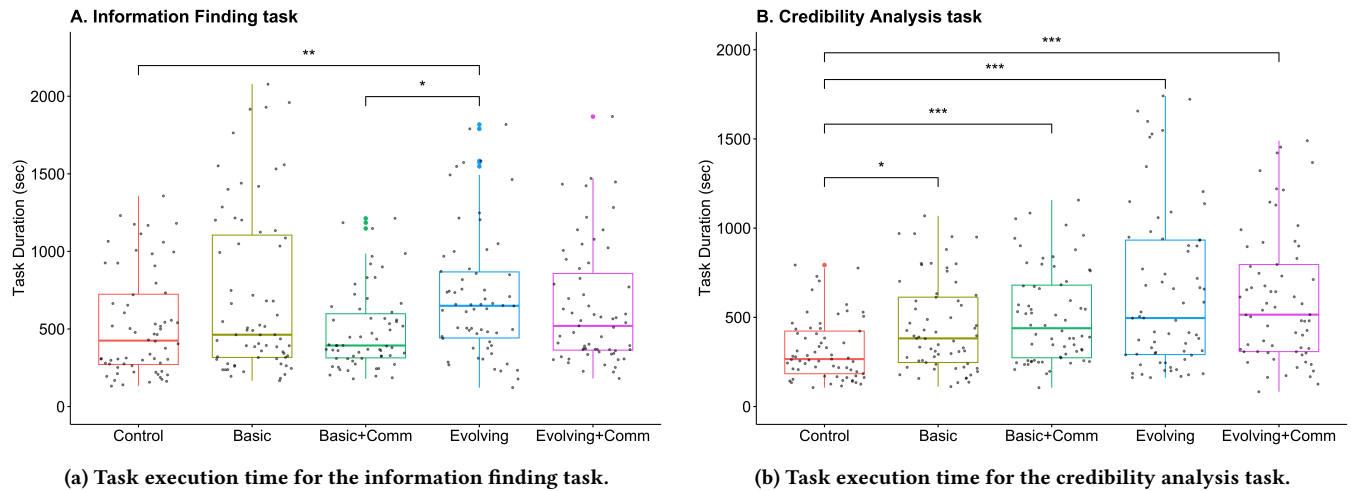 A. Information Finding task
**
*
Task Duration (sec)
2000
1500
1000
500
0
Control Basic Basic+Comm Evolving Evolving+Comm
(a) Task execution time for the information finding task.
B. Credibility Analysis task
***
***
***
*
Task Duration (sec)
2000
1500
1000
500
0
Control Basic Basic+Comm Evolving Evolving+Comm
(b) Task execution time for the credibility analysis task.